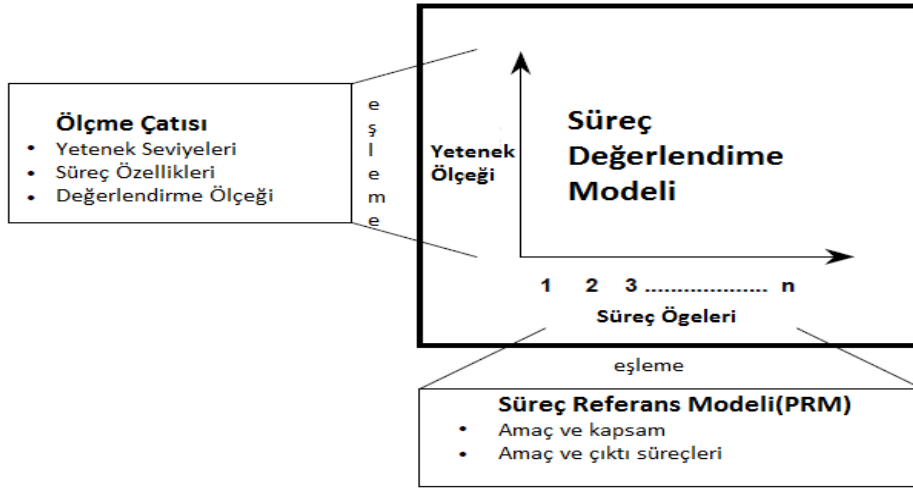 Ölçme Çatısı
• Yetenek Seviyeleri
• Süreç Özellikleri
• Değerlendirme Ölçeği
eşleme
Yetenek
Ölçeği
Süreç
Değerlendime
Modeli
1 2 3 ................... n
Süreç Ögeleri
eşleme
Süreç Referans Modeli(PRM)
• Amaç ve kapsam
• Amaç ve çıktı süreçleri